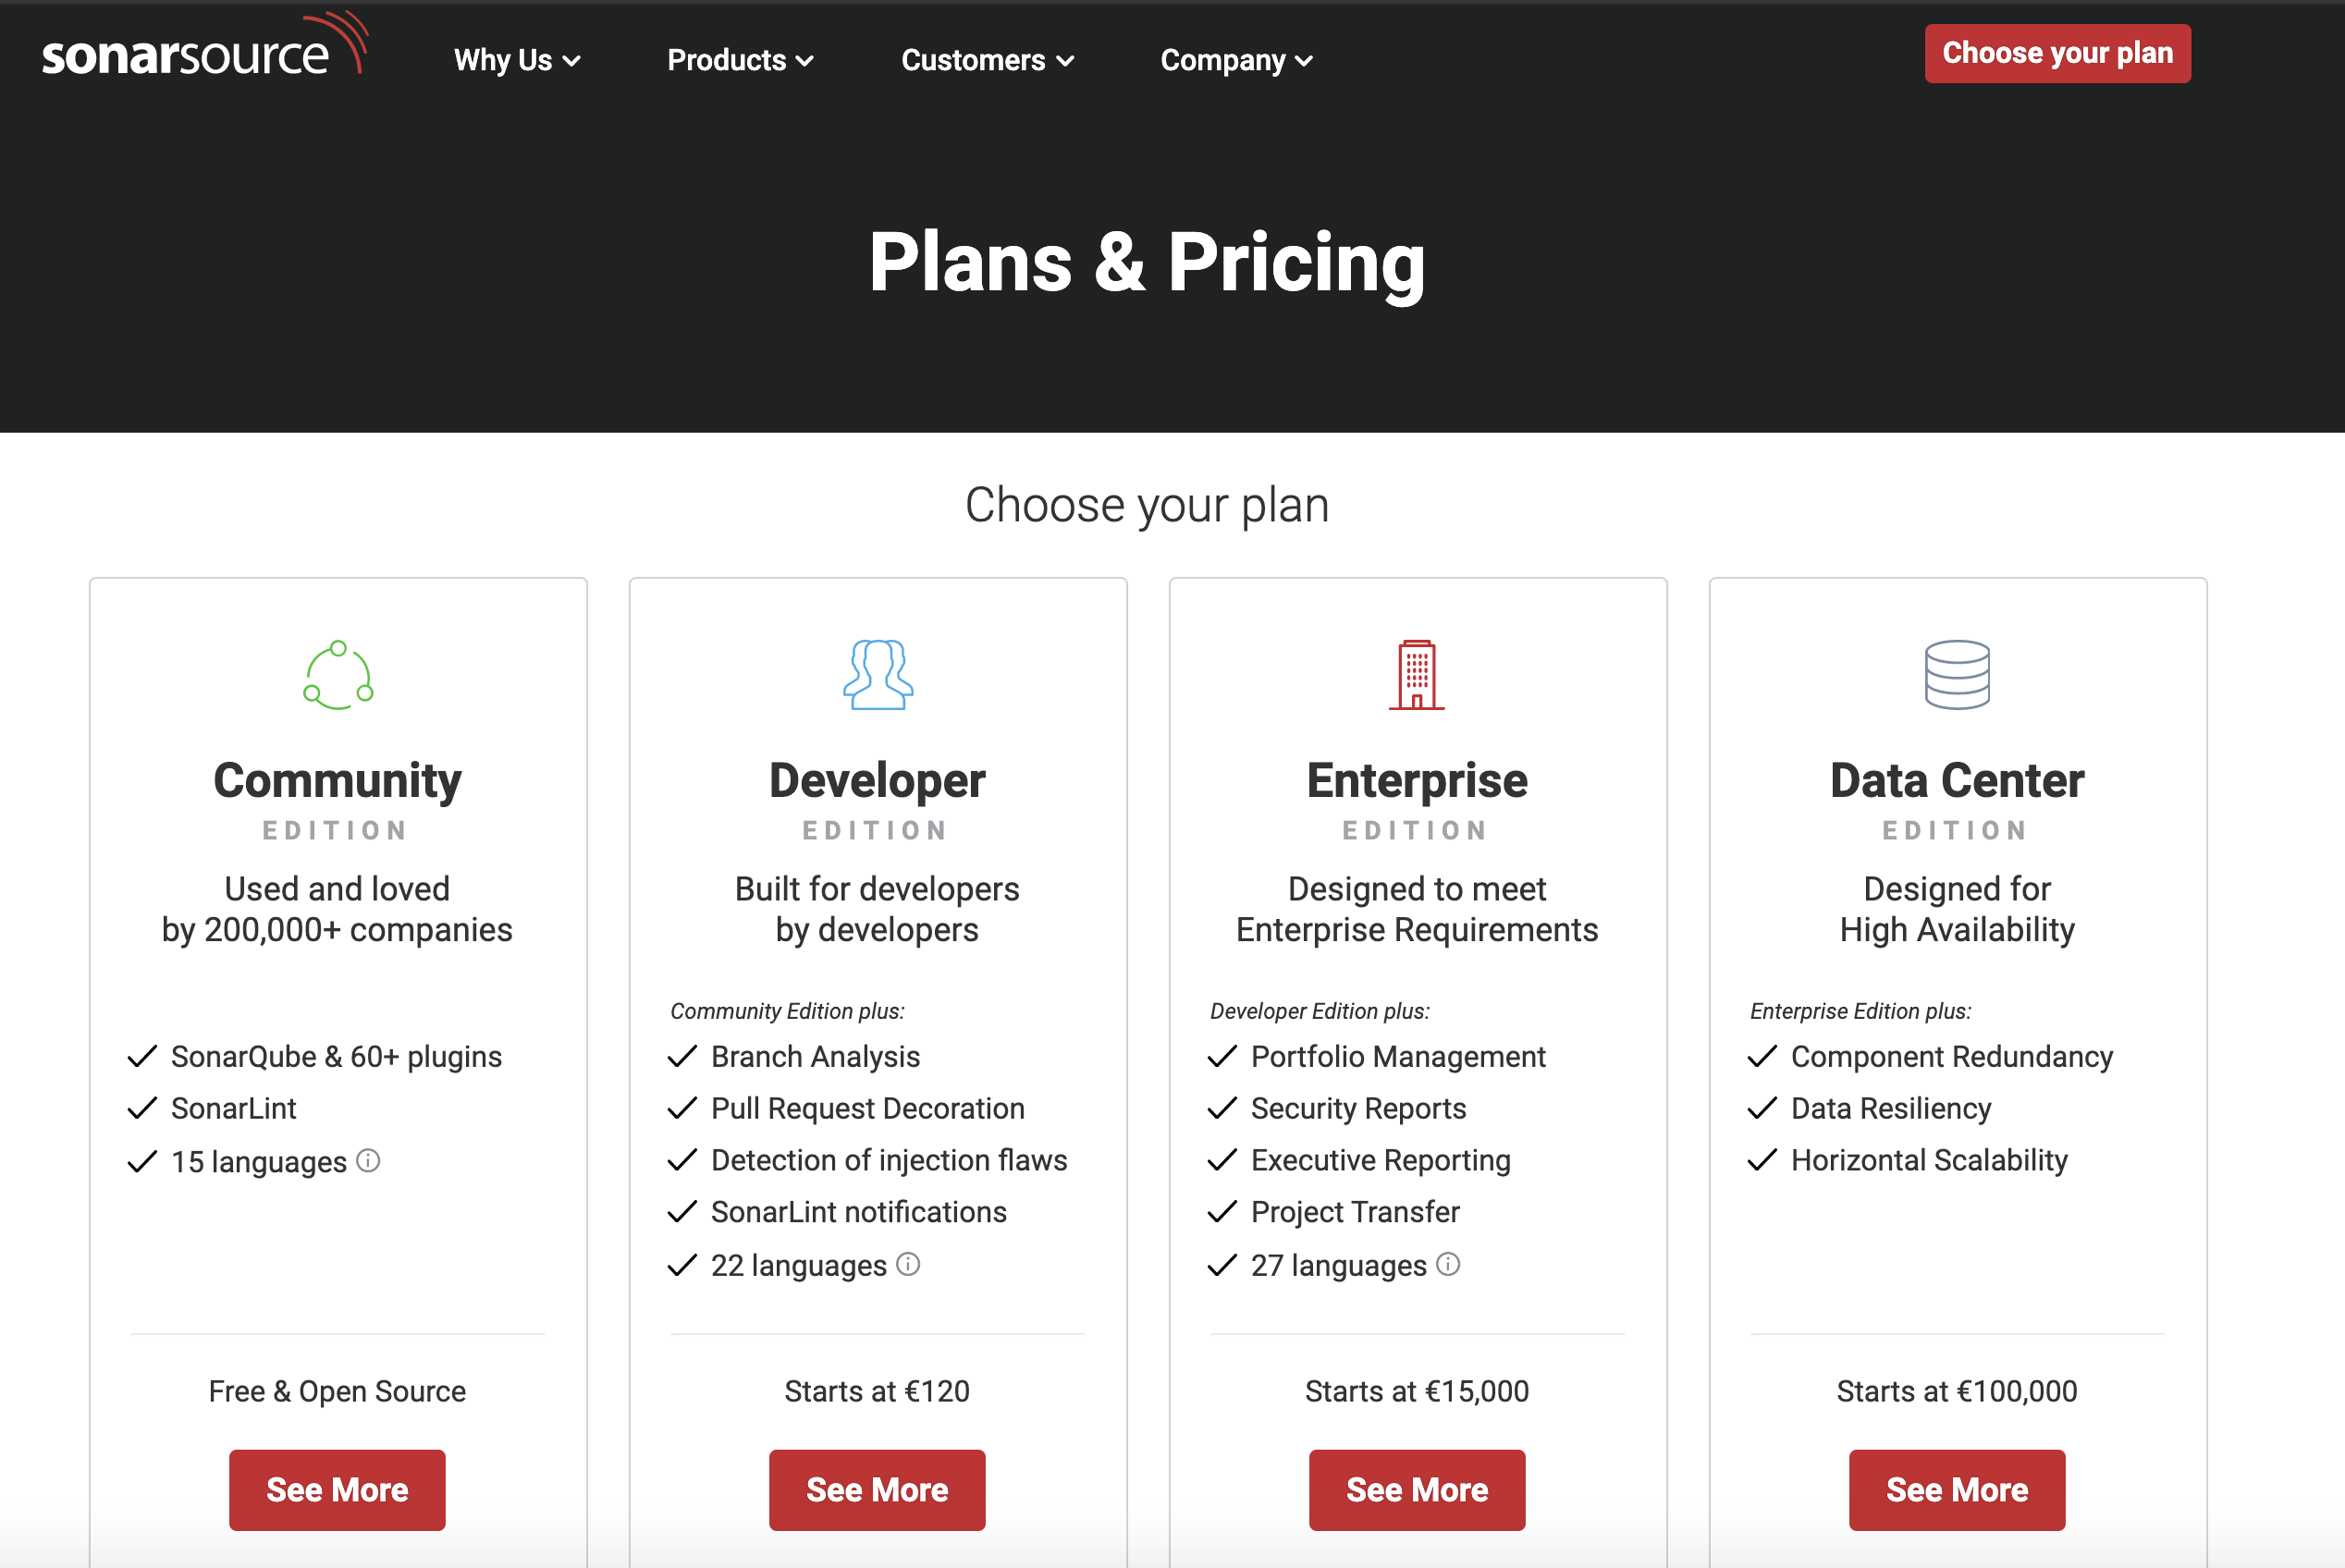 sonarsource
Why Us
Products
Customers
Company
Choose your plan
Plans & Pricing
Choose your plan
Community
EDITION
Used and loved
by 200,000+ companies
SonarQube & 60+ plugins
SonarLint
15 languages
Free & Open Source
See More
Developer
EDITION
Built for developers
by developers
Community Edition plus:
Branch Analysis
Pull Request Decoration
Detection of injection flaws
SonarLint notifications
22 languages
Starts at €120
See More
Enterprise
EDITION
Designed to meet
Enterprise Requirements
Developer Edition plus:
Portfolio Management
Security Reports
Executive Reporting
Project Transfer
27 languages
Starts at €15,000
See More
Data Center
EDITION
Designed for
High Availability
Enterprise Edition plus:
Component Redundancy
Data Resiliency
Horizontal Scalability
Starts at €100,000
See More